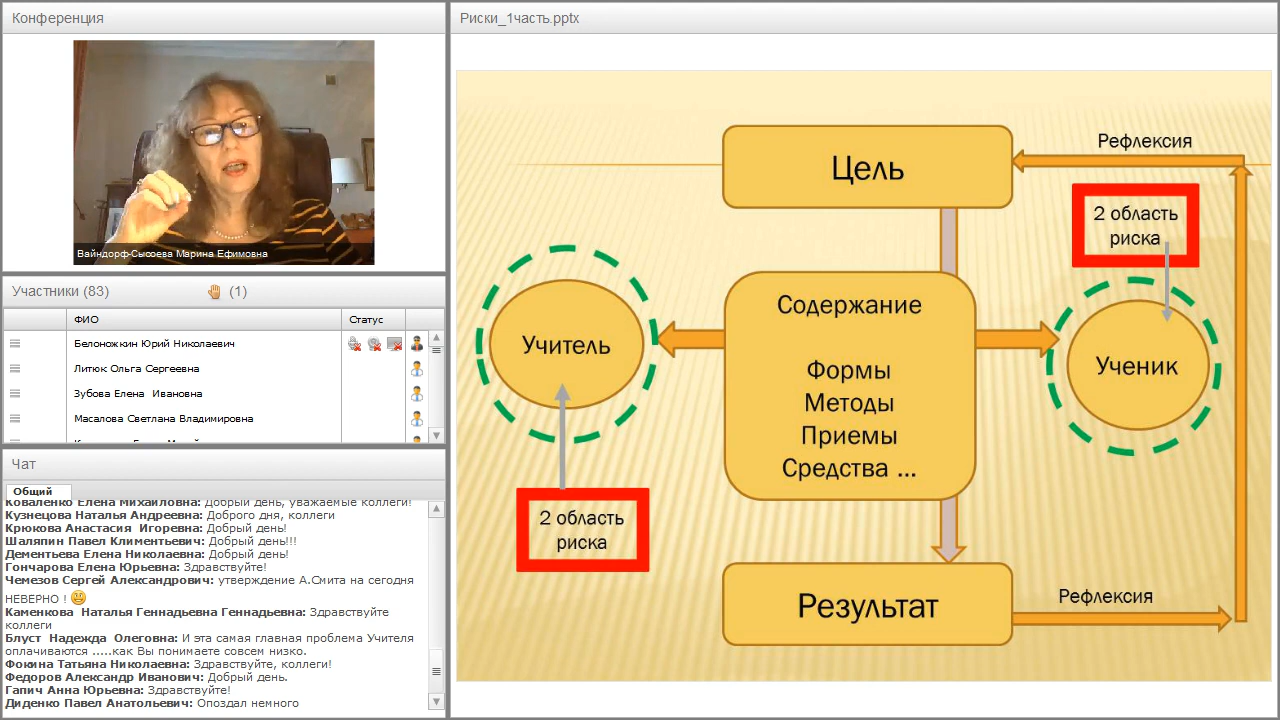 Конференция
Вайндорф-Сысоева Марина Ефимовна
Участники (83)
(1)
ФИО
Статус
Белоножкин Юрий Николаевич
Литюк Ольга Сергеевна
Зубова Елена Ивановна
Масалова Светлана Владимировна
Чат
Общий
Коваленко Елена Михайловна: Добрый день, уважаемые коллеги!
Кузнецова Наталья Андреевна: Доброго дня, коллеги
Крюкова Анастасия Игоревна: Добрый день!
Шаляпин Павел Климентьевич: Добрый день!!!
Дементьева Елена Николаевна: Добрый день!
Гончарова Елена Юрьевна: Здравствуйте!
Чемезов Сергей Александрович: утверждение А.Смита на сегодня
НЕВЕРНО !
Каменкова Наталья Геннадьевна Геннадьевна: Здравствуйте
коллеги
Блуст Надежда Олеговна: И эта самая главная проблема Учителя
оплачиваются .....как Вы понимаете совсем низко.
Фокина Татьяна Николаевна: Здравствуйте, коллеги!
Федоров Александр Иванович: Добрый день.
Гапич Анна Юрьевна: Здравствуйте!
Диденко Павел Анатольевич: Опоздал немного
Риски_1часть.pptx
Цель
Рефлексия
2 область
риска
Содержание
Формы
Методы
Приемы
Средства ...
Учитель
Ученик
2 область
риска
Результат
Рефлексия